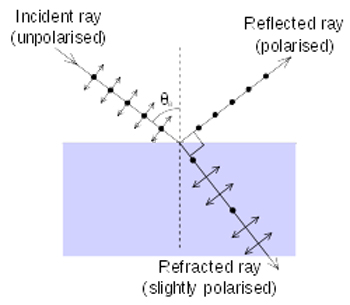 Incident ray
(unpolarised)
Reflected ray
(polarised)
Refracted ray
(slightly polarised)